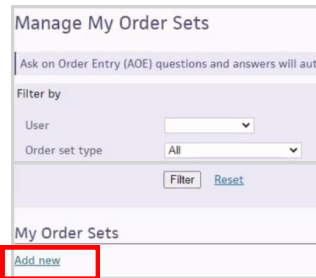 Manage My Order Sets
Ask on Order Entry (AOE) questions and answers will aut
Filter by
User
Order set type All
Filter Reset
My Order Sets
Add new